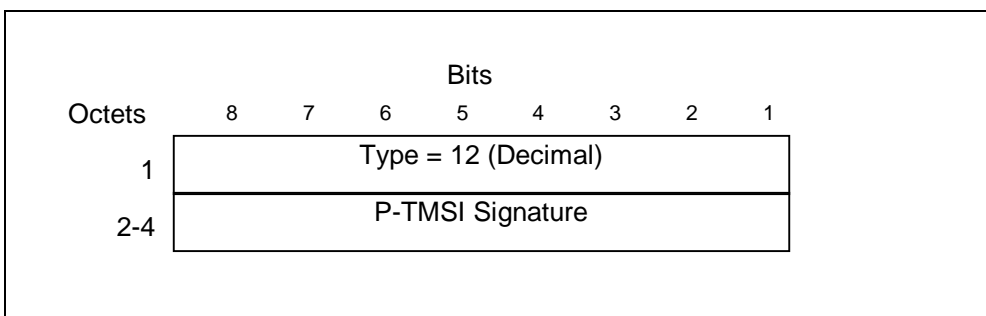 Bits
Octets 8 7 6 5 4 3 2 1
1 Type = 12 (Decimal)
2-4 P-TMSI Signature